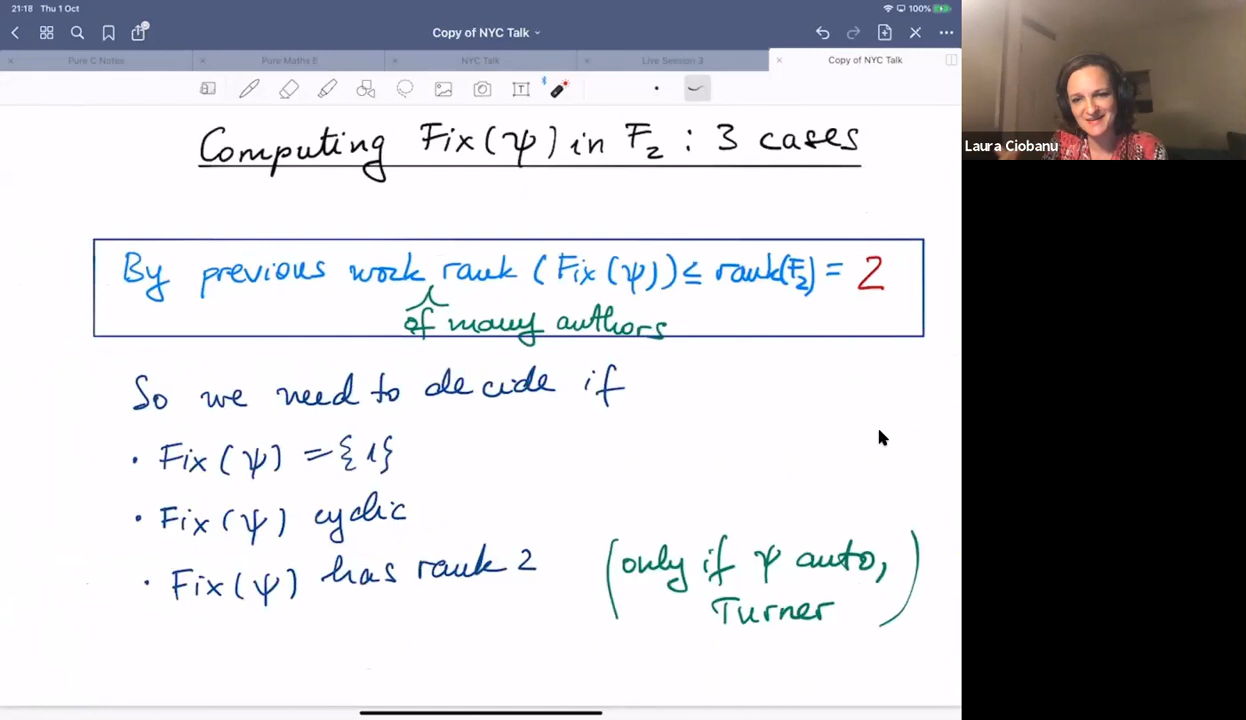 21:18 Thu 1 Oct
100%
Copy of NYC Talk
Pure C Notes
Pure Maths B
NYC Talk
Live Session 3
Copy of NYC Talk
Laura Ciobanu
Computing Fix(ψ) in F₂ : 3 cases
By previous work rank (Fix(ψ)) ≤ rank(F₂) = 2
of many authors
So we need to decide if
• Fix(ψ) = {1}
• Fix(ψ) cyclic
• Fix(ψ) has rank 2
(only if ψ auto,
Turner)